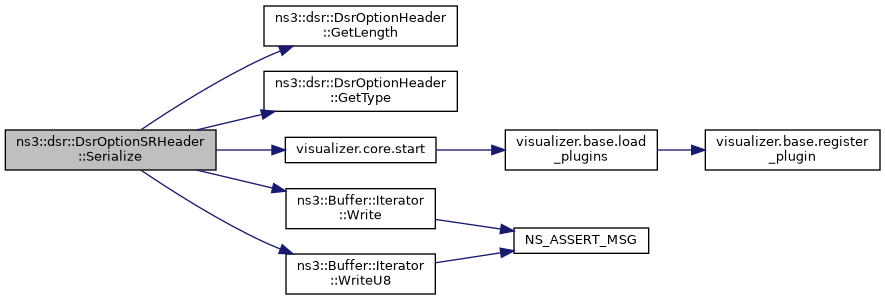 ns3::dsr::DsrOptionHeader
::GetLength
ns3::dsr::DsrOptionHeader
::GetType
ns3::dsr::DsrOptionSRHeader
::Serialize
visualizer.core.start
visualizer.base.load
_plugins
visualizer.base.register
_plugin
ns3::Buffer::Iterator
::Write
NS_ASSERT_MSG
ns3::Buffer::Iterator
::WriteU8